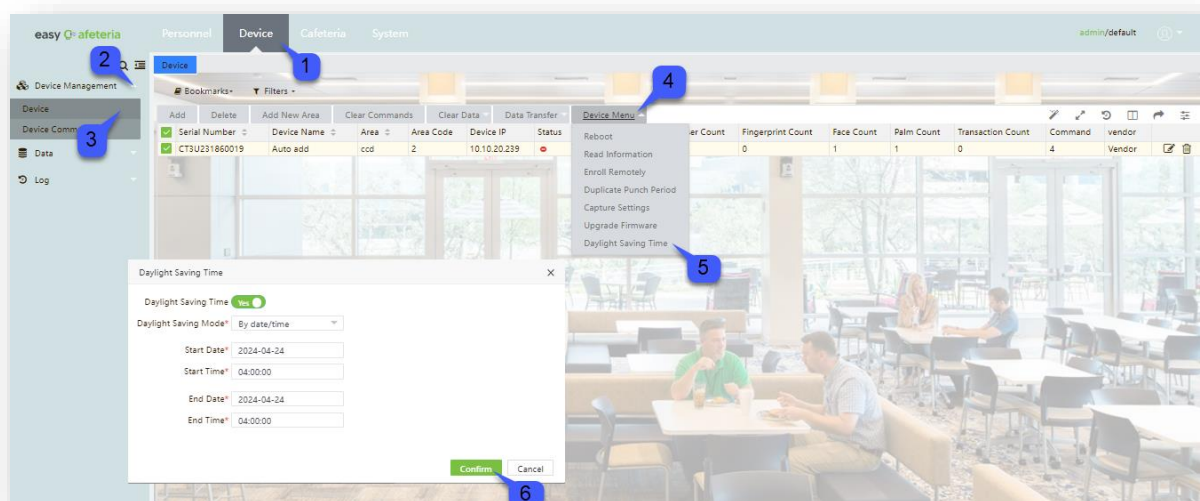 easy Cafeteria
Personnel Device Cafeteria System
admin/default
1
2
Device
Device Management
Bookmarks Filters
4
Device
Add Delete Add New Area Clear Commands Clear Data Data Transfer Device Menu
Device Comm
3
Serial Number Device Name Area Area Code Device IP Status ser Count Fingerprint Count Face Count Palm Count Transaction Count Command vendor
CT3U231860019 Auto add ccd 2 10.10.20.239 0 1 1 0 4 Vendor
Data
Log
Reboot
Read Information
Enroll Remotely
Duplicate Punch Period
Capture Settings
Upgrade Firmware
Daylight Saving Time
5
Daylight Saving Time
Daylight Saving Time Yes
Daylight Saving Mode* By date/time
Start Date* 2024-04-24
Start Time* 04:00:00
End Date* 2024-04-24
End Time* 04:00:00
Confirm Cancel
6